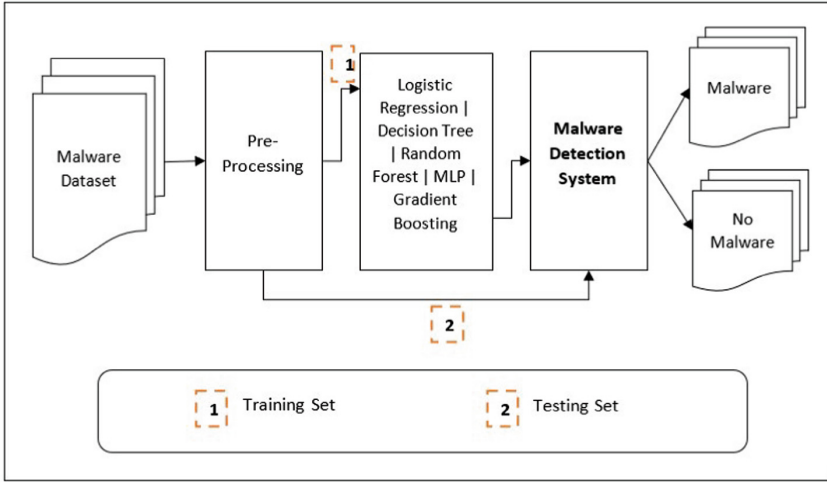 Malware
Dataset
Pre-
Processing
1
Logistic
Regression |
Decision Tree
| Random
Forest | MLP |
Gradient
Boosting
Malware
Detection
System
Malware
No
Malware
2
1 Training Set
2 Testing Set